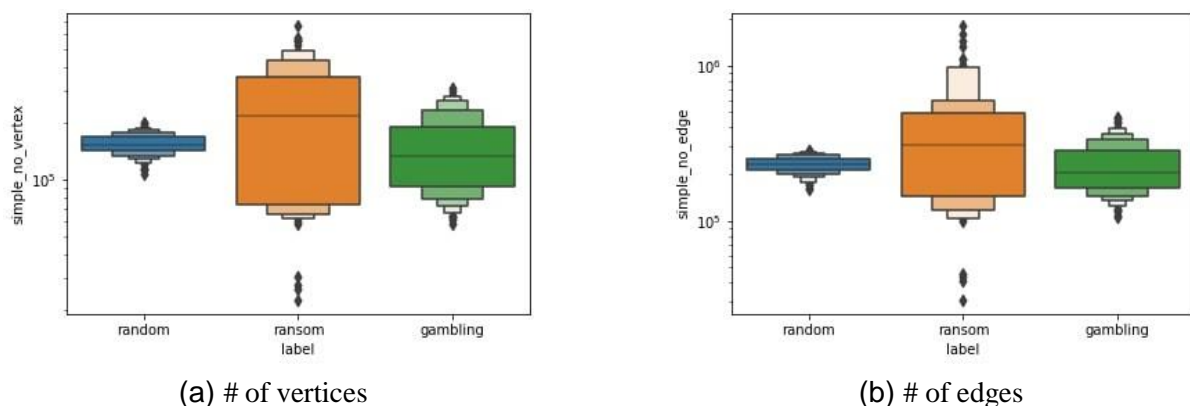 simple_no_vertex
10^5
random
ransom
gambling
label
(a) # of vertices
simple_no_edge
10^6
10^5
random
ransom
gambling
label
(b) # of edges